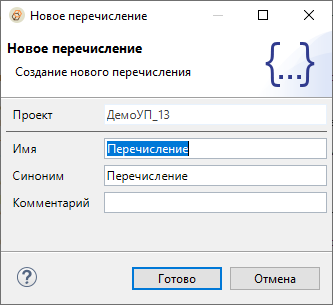 Новое перечисление
Новое перечисление
Создание нового перечисления
{...}
Проект ДемоУП_13
Имя Перечисление
Синоним Перечисление
Комментарий
? Готово Отмена